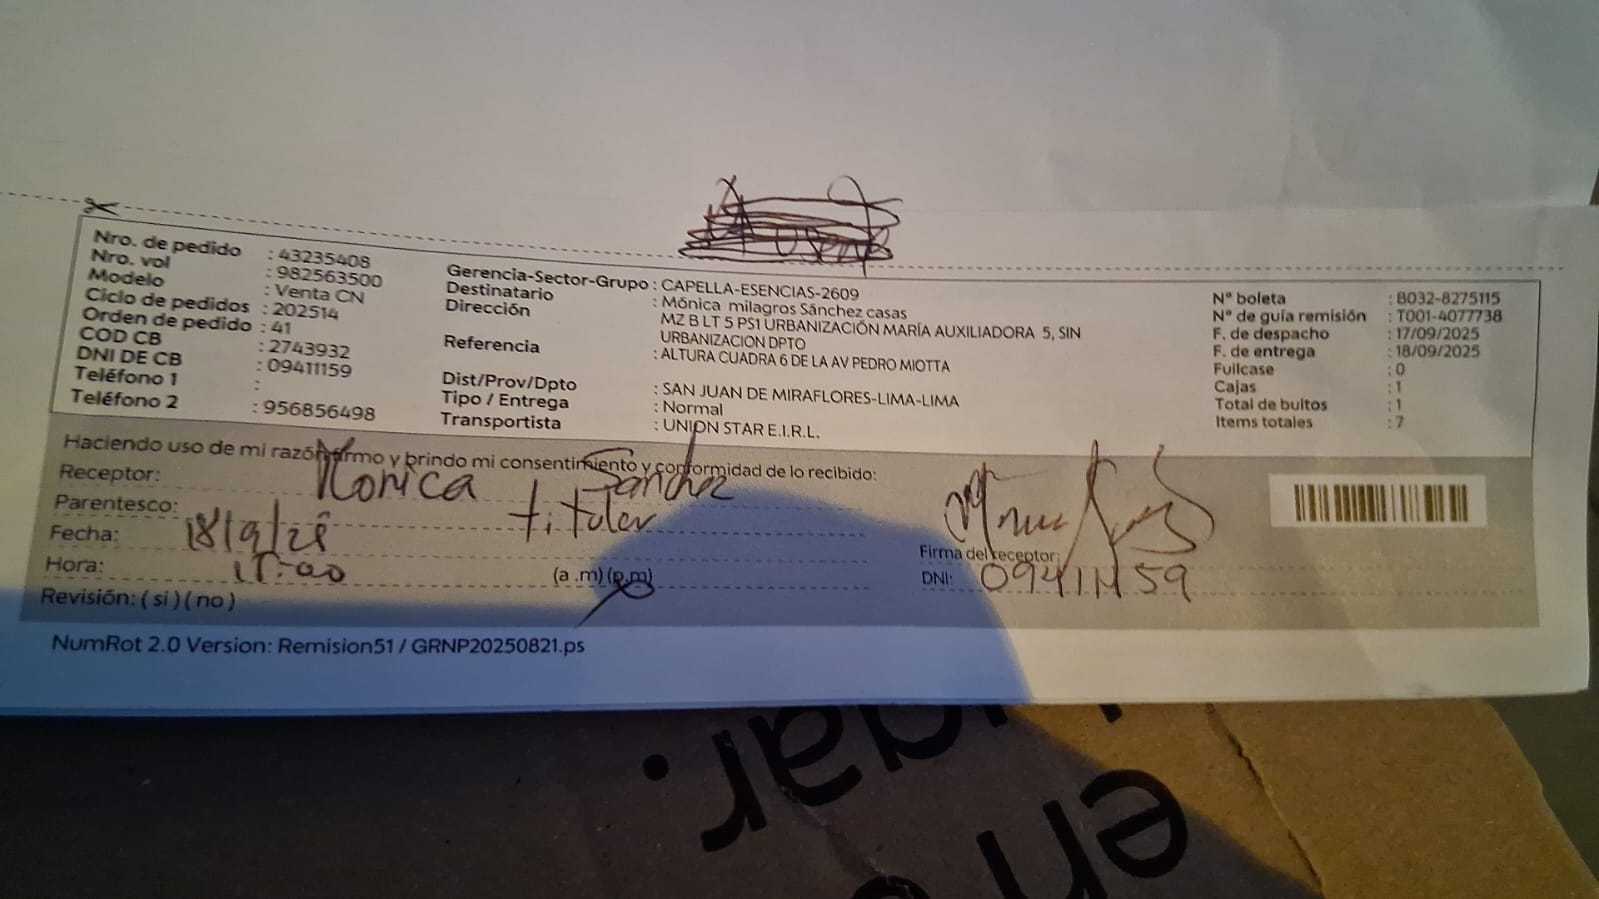 Nro. de pedido : 43235408
Nro. vol : 982563500
Modelo : Venta CN
Ciclo de pedidos : 202514
Orden de pedido : 41
COD CB : 2743932
DNI DE CB : 09411159
Teléfono 1 :
Teléfono 2 : 956856498
Gerencia-Sector-Grupo : CAPELLA-ESENCIAS-2609
Destinatario : Mónica milagros Sánchez casas
Dirección MZ B LT 5 PS1 URBANIZACIÓN MARÍA AUXILIADORA 5, SIN
URBANIZACION DPTO
Referencia : ALTURA CUADRA 6 DE LA AV PEDRO MIOTTA
Dist/Prov/Dpto : SAN JUAN DE MIRAFLORES-LIMA-LIMA
Tipo / Entrega : Normal
Transportista : UNION STAR E.I.R.L.
N° boleta : B032-8275115
N° de guía remisión : T001-4077738
F. de despacho : 17/09/2025
F. de entrega : 18/09/2025
Fullcase : 0
Cajas : 1
Total de bultos : 1
Items totales : 7
Haciendo uso de mi razón firmo y brindo mi consentimiento y conformidad de lo recibido:
Receptor: Monica Sanchez
Parentesco: titular
Fecha: 18/9/25
Hora: (a .m) (p.m)
Revisión: ( si ) ( no )
Firma del receptor:
DNI: 09411159
NumRot 2.0 Version: Remision51 / GRNP20250821.ps